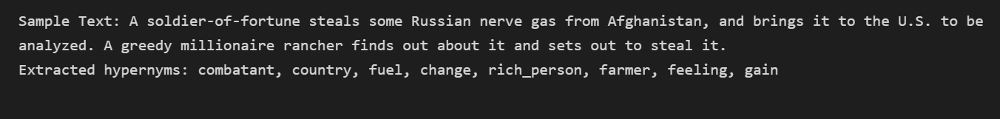 Sample Text: A soldier-of-fortune steals some Russian nerve gas from Afghanistan, and brings it to the U.S. to be
analyzed. A greedy millionaire rancher finds out about it and sets out to steal it.
Extracted hypernyms: combatant, country, fuel, change, rich_person, farmer, feeling, gain